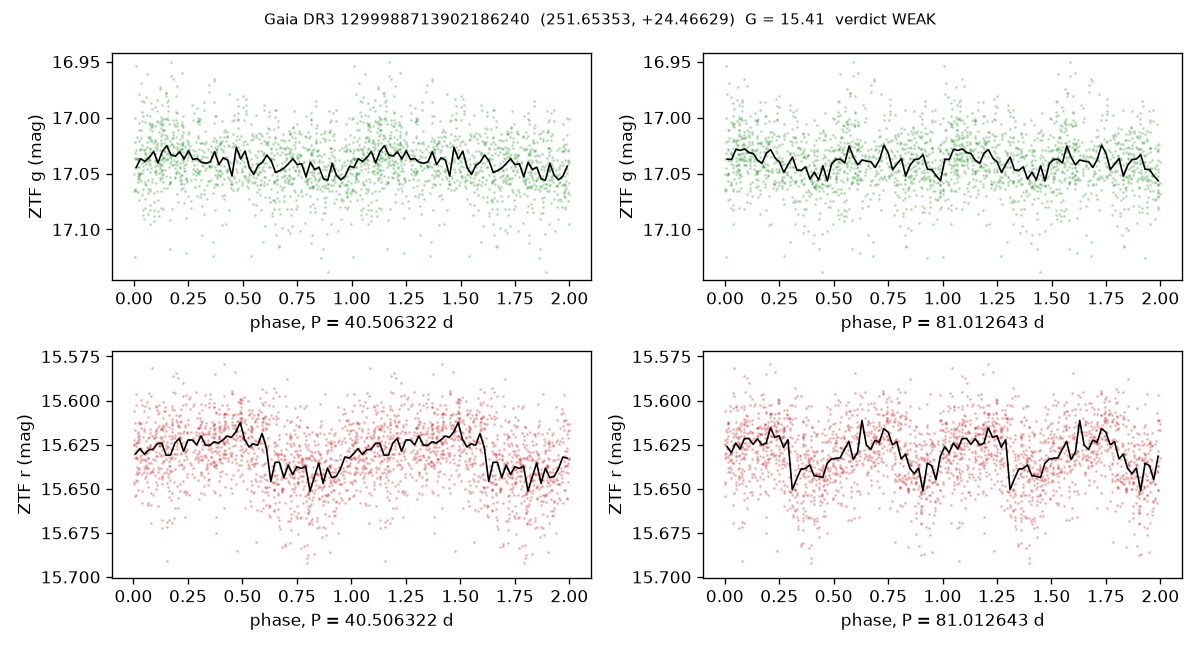 Gaia DR3 1299988713902186240  (251.65353, +24.46629)  G = 15.41  verdict WEAK
ZTF g (mag)
16.95
17.00
17.05
17.10
0.00 0.25 0.50 0.75 1.00 1.25 1.50 1.75 2.00
phase, P = 40.506322 d
ZTF g (mag)
16.95
17.00
17.05
17.10
0.00 0.25 0.50 0.75 1.00 1.25 1.50 1.75 2.00
phase, P = 81.012643 d
ZTF r (mag)
15.575
15.600
15.625
15.650
15.675
15.700
0.00 0.25 0.50 0.75 1.00 1.25 1.50 1.75 2.00
phase, P = 40.506322 d
ZTF r (mag)
15.575
15.600
15.625
15.650
15.675
15.700
0.00 0.25 0.50 0.75 1.00 1.25 1.50 1.75 2.00
phase, P = 81.012643 d